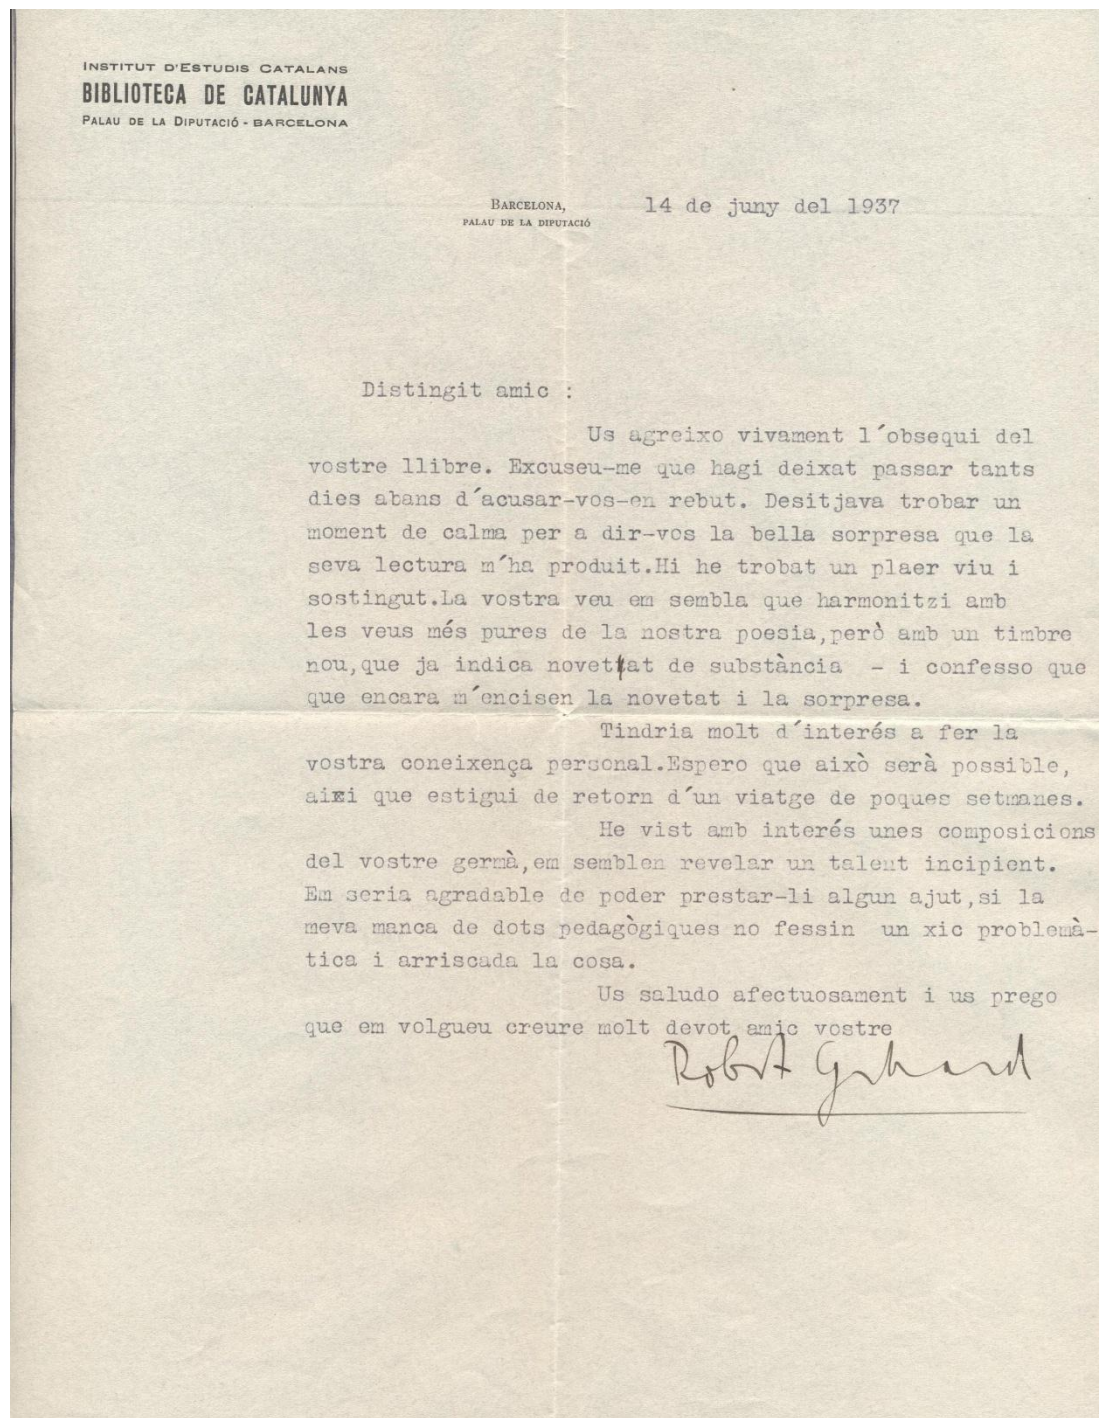 INSTITUT D'ESTUDIS CATALANS
BIBLIOTECA DE CATALUNYA
PALAU DE LA DIPUTACIÓ - BARCELONA
BARCELONA, 14 de juny del 1937
PALAU DE LA DIPUTACIÓ
Distingit amic :
Us agreixo vivament l´obsequi del
vostre llibre. Excuseu-me que hagi deixat passar tants
dies abans d´acusar-vos-en rebut. Desitjava trobar un
moment de calma per a dir-vos la bella sorpresa que la
seva lectura m´ha produit.Hi he trobat un plaer viu i
sostingut.La vostra veu em sembla que harmonitzi amb
les veus més pures de la nostra poesia,però amb un timbre
nou,que ja indica novettat de substància - i confesso que
que encara m´encisen la novetat i la sorpresa.
Tindria molt d´interés a fer la
vostra coneixença personal.Espero que això serà possible,
aixi que estigui de retorn d´un viatge de poques setmanes.
He vist amb interés unes composicions
del vostre germà,em semblen revelar un talent incipient.
Em seria agradable de poder prestar-li algun ajut,si la
meva manca de dots pedagògiques no fessin un xic problemà-
tica i arriscada la cosa.
Us saludo afectuosament i us prego
que em volgueu creure molt devot amic vostre
Robert Gerhard